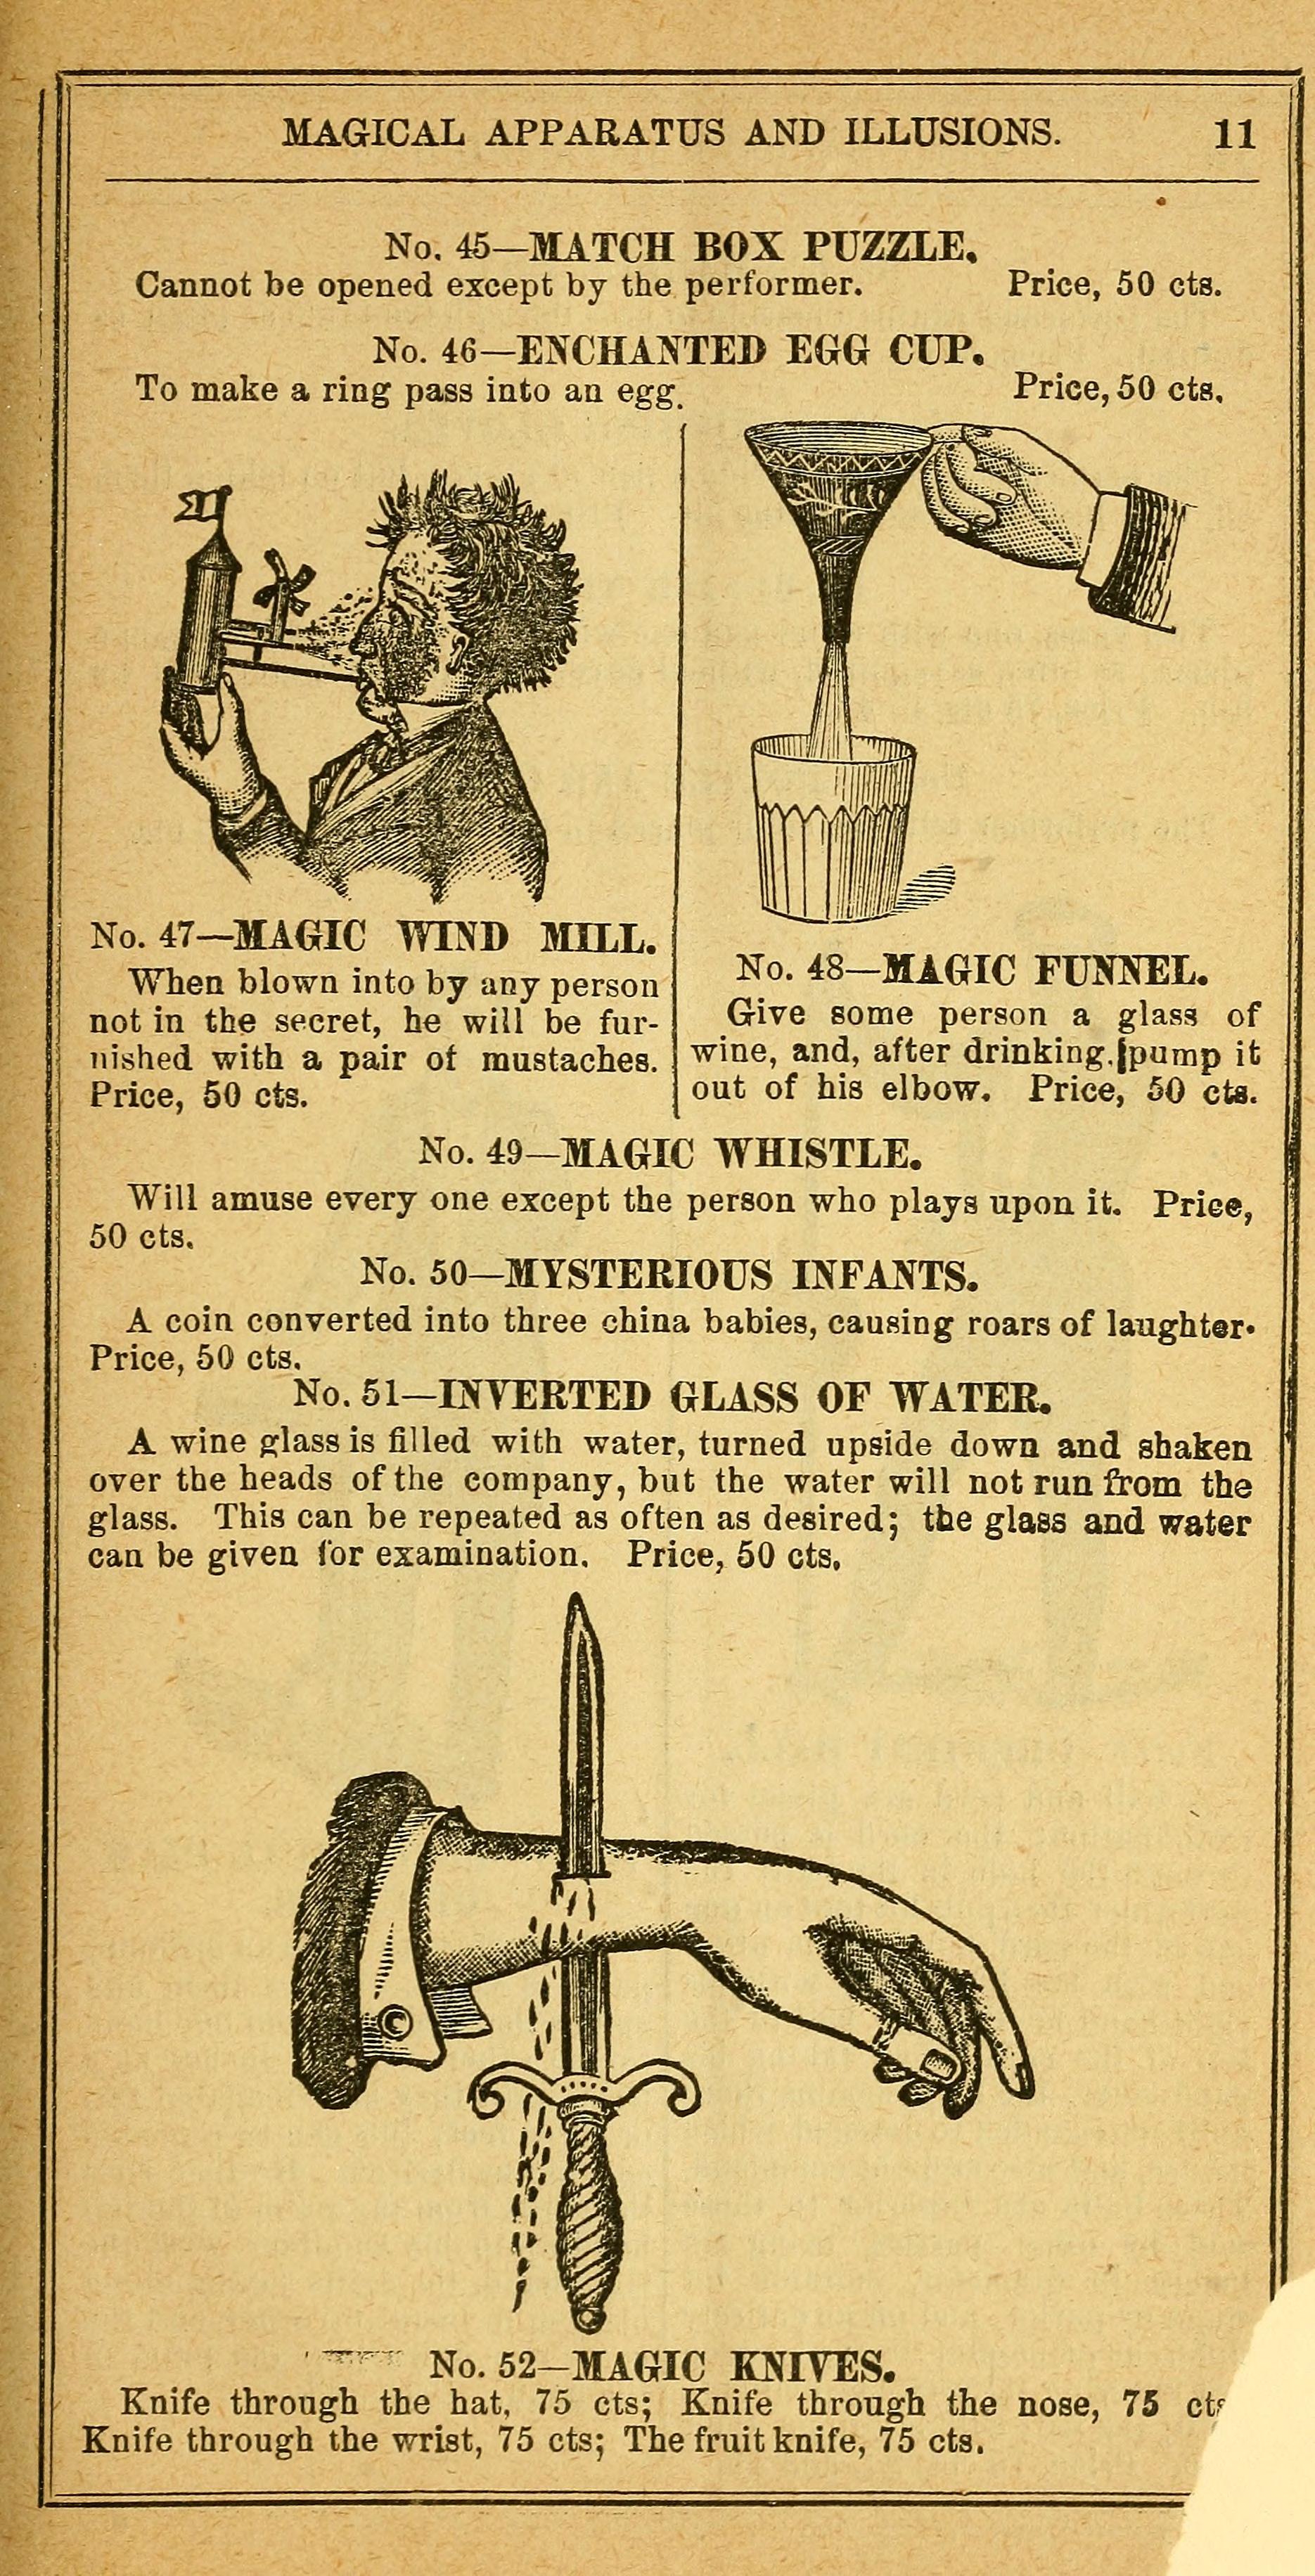 MAGICAL APPARATUS AND ILLUSIONS. 11
No. 45—MATCH BOX PUZZLE.
Cannot be opened except by the performer. Price, 50 cts.
No. 46—ENCHANTED EGG CUP.
To make a ring pass into an egg. Price, 50 cts.
No. 47—MAGIC WIND MILL.
When blown into by any person
not in the secret, he will be fur-
nished with a pair of mustaches.
Price, 50 cts.
No. 48—MAGIC FUNNEL.
Give some person a glass of
wine, and, after drinking, pump it
out of his elbow. Price, 50 cts.
No. 49—MAGIC WHISTLE.
Will amuse every one except the person who plays upon it. Price,
50 cts.
No. 50—MYSTERIOUS INFANTS.
A coin converted into three china babies, causing roars of laughter.
Price, 50 cts.
No. 51—INVERTED GLASS OF WATER.
A wine glass is filled with water, turned upside down and shaken
over the heads of the company, but the water will not run from the
glass. This can be repeated as often as desired; the glass and water
can be given for examination. Price, 50 cts.
No. 52—MAGIC KNIVES.
Knife through the hat, 75 cts; Knife through the nose, 75 cts
Knife through the wrist, 75 cts; The fruit knife, 75 cts.